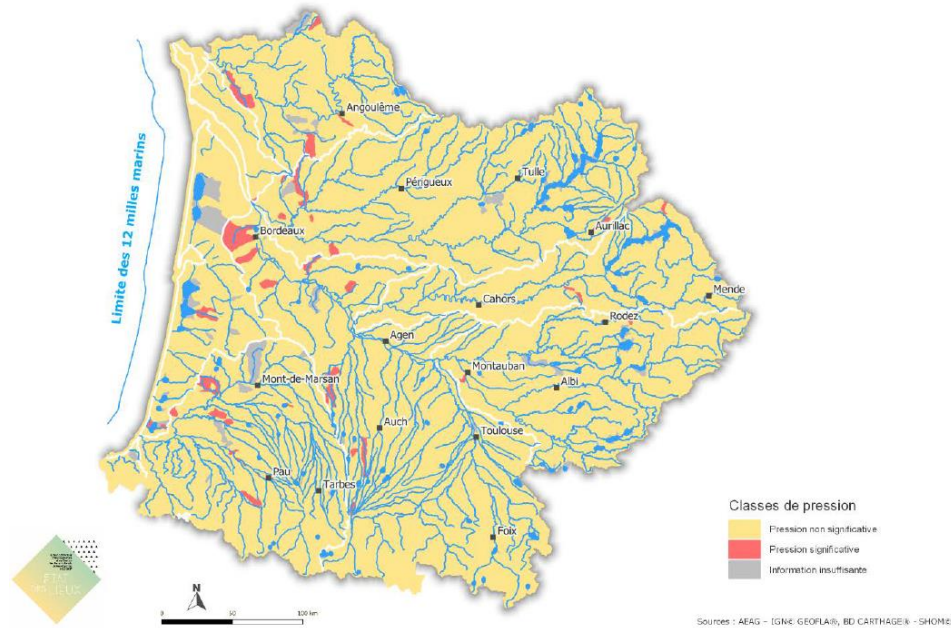 Limite des 12 milles marins
Angoulême
Périgueux
Tulle
Bordeaux
Aurillac
Mende
Cahors
Rodez
Agen
Montauban
Mont-de-Marsan
Albi
Auch
Toulouse
Pau
Tarbes
Foix
Classes de pression
Pression non significative
Pression significative
Information insuffisante
ETAT
LIEUX
N
0 50 100 km
Sources : AEAG - IGN© GEOFLA®, BD CARTHAGE® - SHOM©